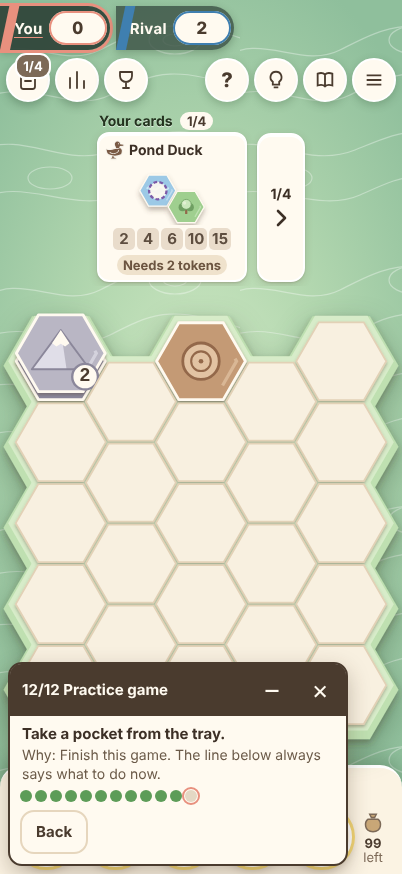 You 0 Rival 2
1/4
?
Your cards 1/4
Pond Duck
1/4
2 4 6 10 15
Needs 2 tokens
2
12/12 Practice game
Take a pocket from the tray.
Why: Finish this game. The line below always
says what to do now.
Back
99
left